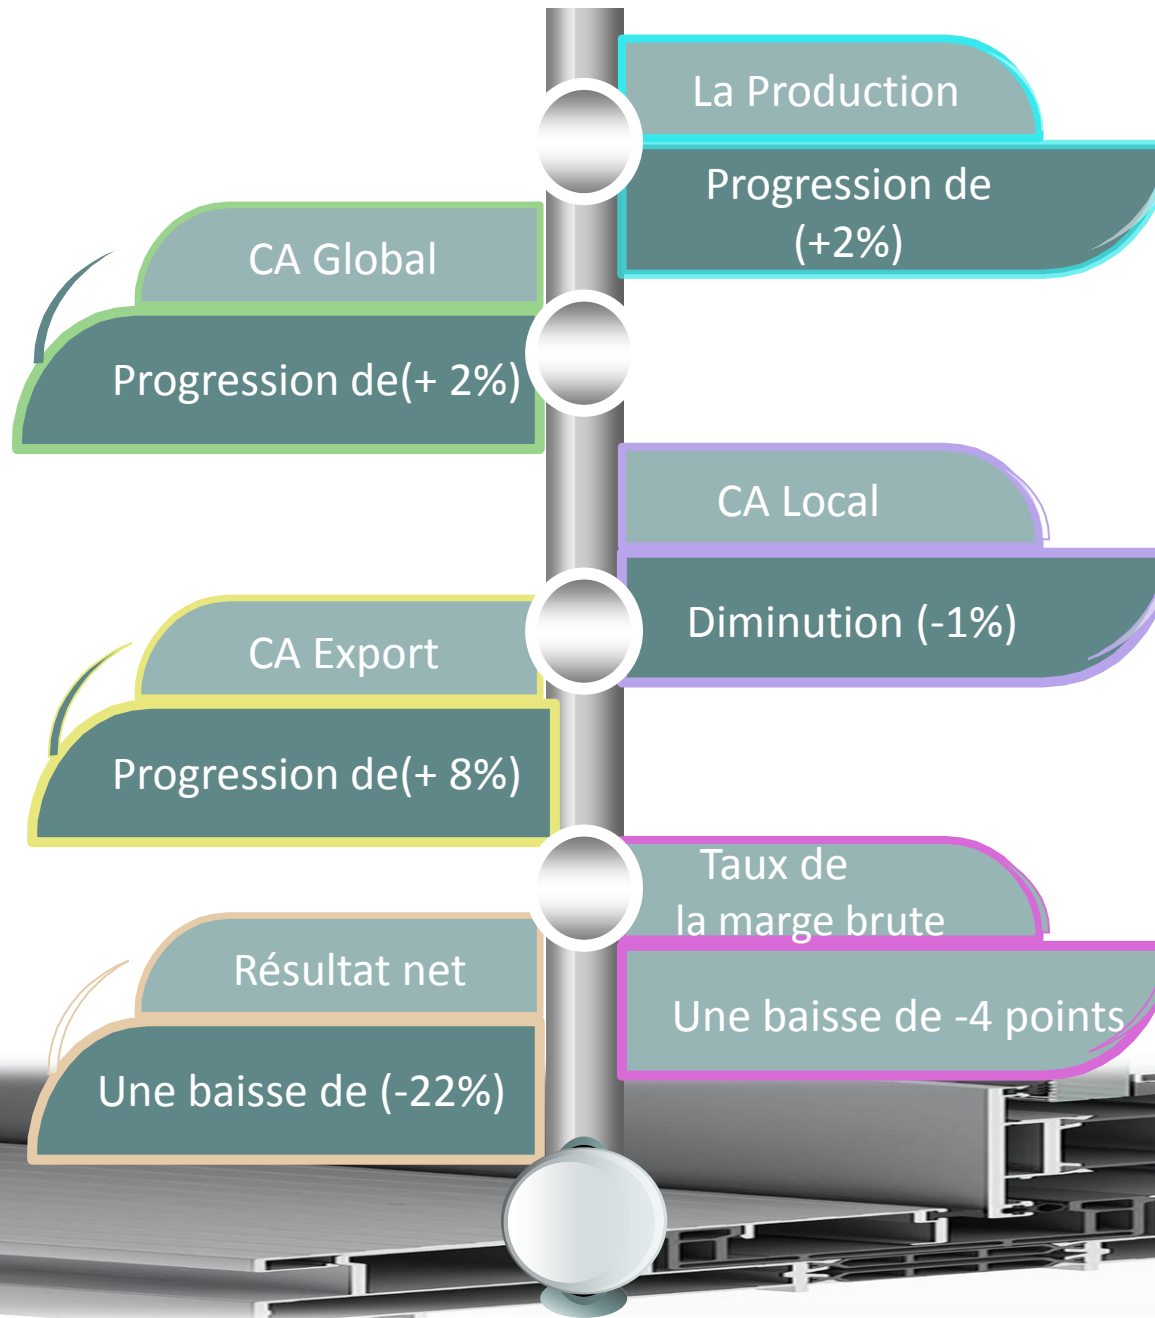 La Production
Progression de
(+2%)
CA Global
Progression de(+ 2%)
CA Local
Diminution (-1%)
CA Export
Progression de(+ 8%)
Taux de
la marge brute
Une baisse de -4 points
Résultat net
Une baisse de (-22%)